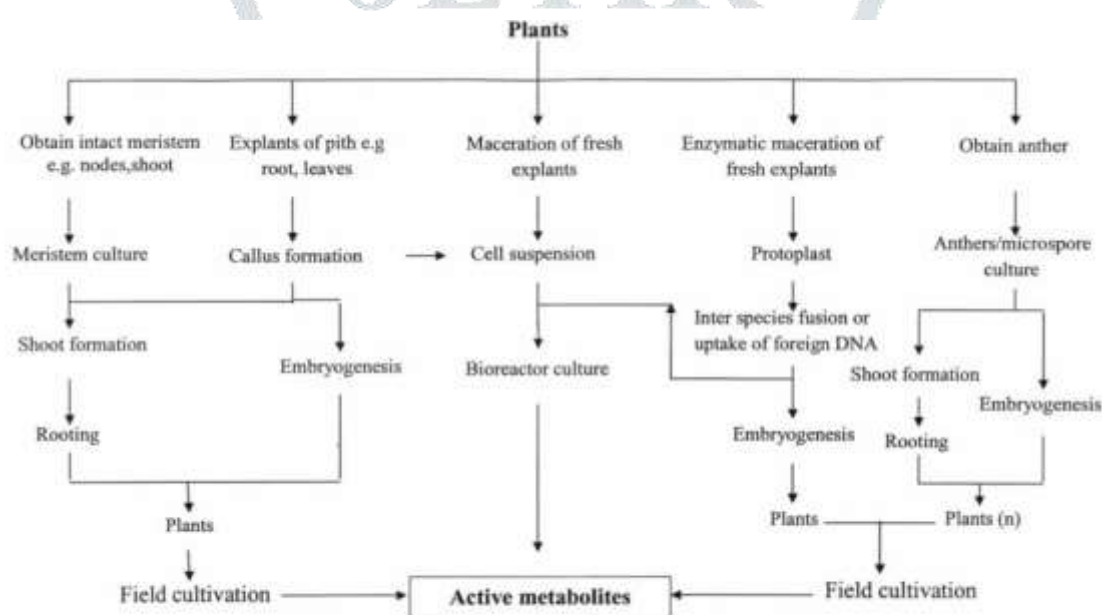 Plants
Obtain intact meristem
e.g. nodes,shoot
Explants of pith e.g
root, leaves
Maceration of fresh
explants
Enzymatic maceration of
fresh explants
Obtain anther
Meristem culture
Callus formation
Cell suspension
Protoplast
Anthers/microspore
culture
Shoot formation
Embryogenesis
Bioreactor culture
Inter species fusion or
uptake of foreign DNA
Shoot formation
Embryogenesis
Rooting
Embryogenesis
Rooting
Plants
Plants
Plants (n)
Field cultivation
Active metabolites
Field cultivation